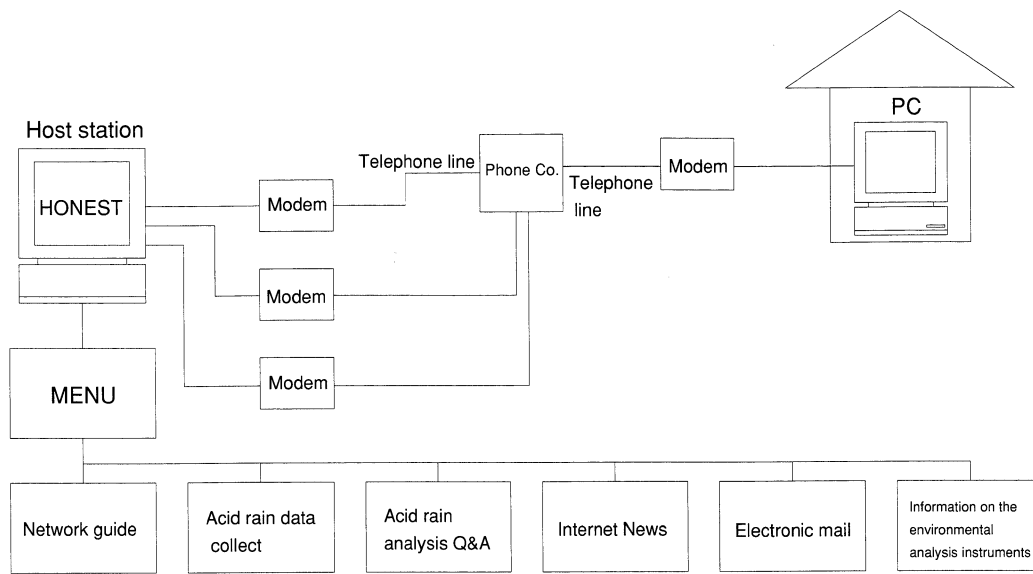 Host station
HONEST
Modem
Modem
Modem
Telephone line
Phone Co.
Telephone
line
Modem
PC
MENU
Network guide
Acid rain data
collect
Acid rain
analysis Q&A
Internet News
Electronic mail
Information on the
environmental
analysis instruments